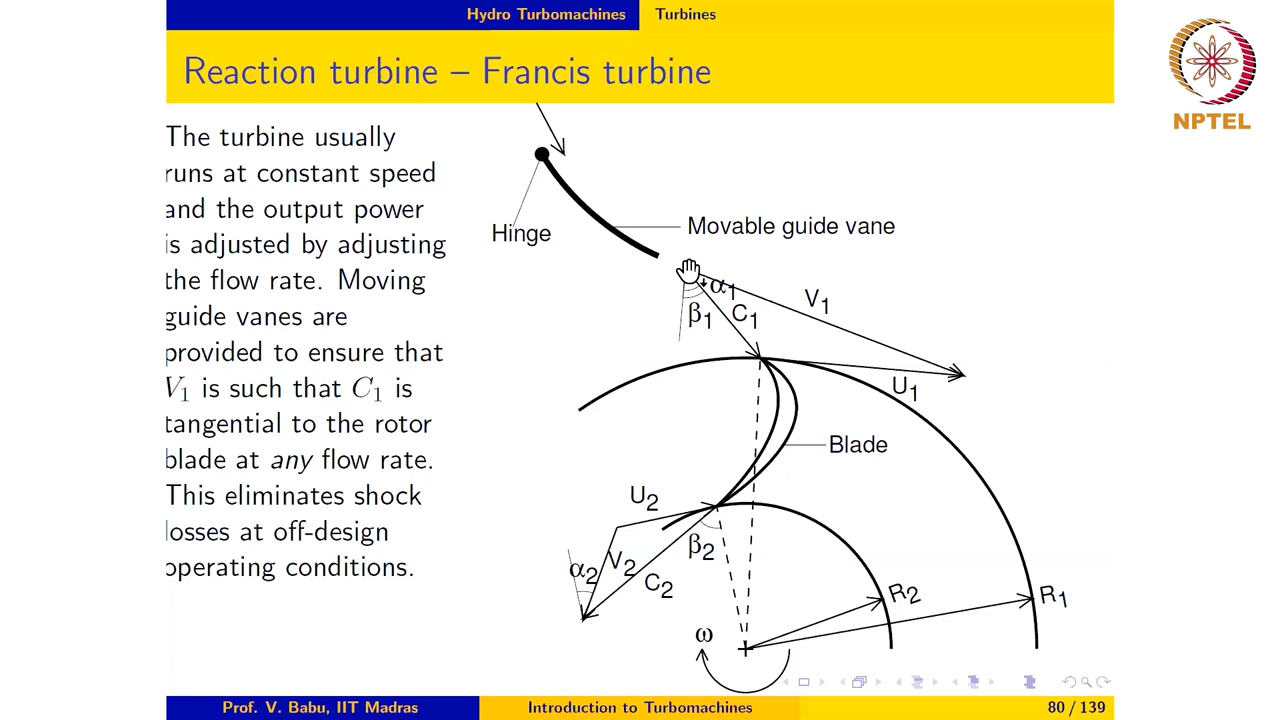 Hydro Turbomachines Turbines
Reaction turbine – Francis turbine
NPTEL
The turbine usually
runs at constant speed
and the output power
is adjusted by adjusting
the flow rate. Moving
guide vanes are
provided to ensure that
V₁ is such that C₁ is
tangential to the rotor
blade at any flow rate.
This eliminates shock
losses at off-design
operating conditions.
Hinge
Movable guide vane
α₁
β₁
C₁
V₁
U₁
Blade
U₂
β₂
α₂
V₂
C₂
R₂
R₁
ω
Prof. V. Babu, IIT Madras Introduction to Turbomachines 80 / 139